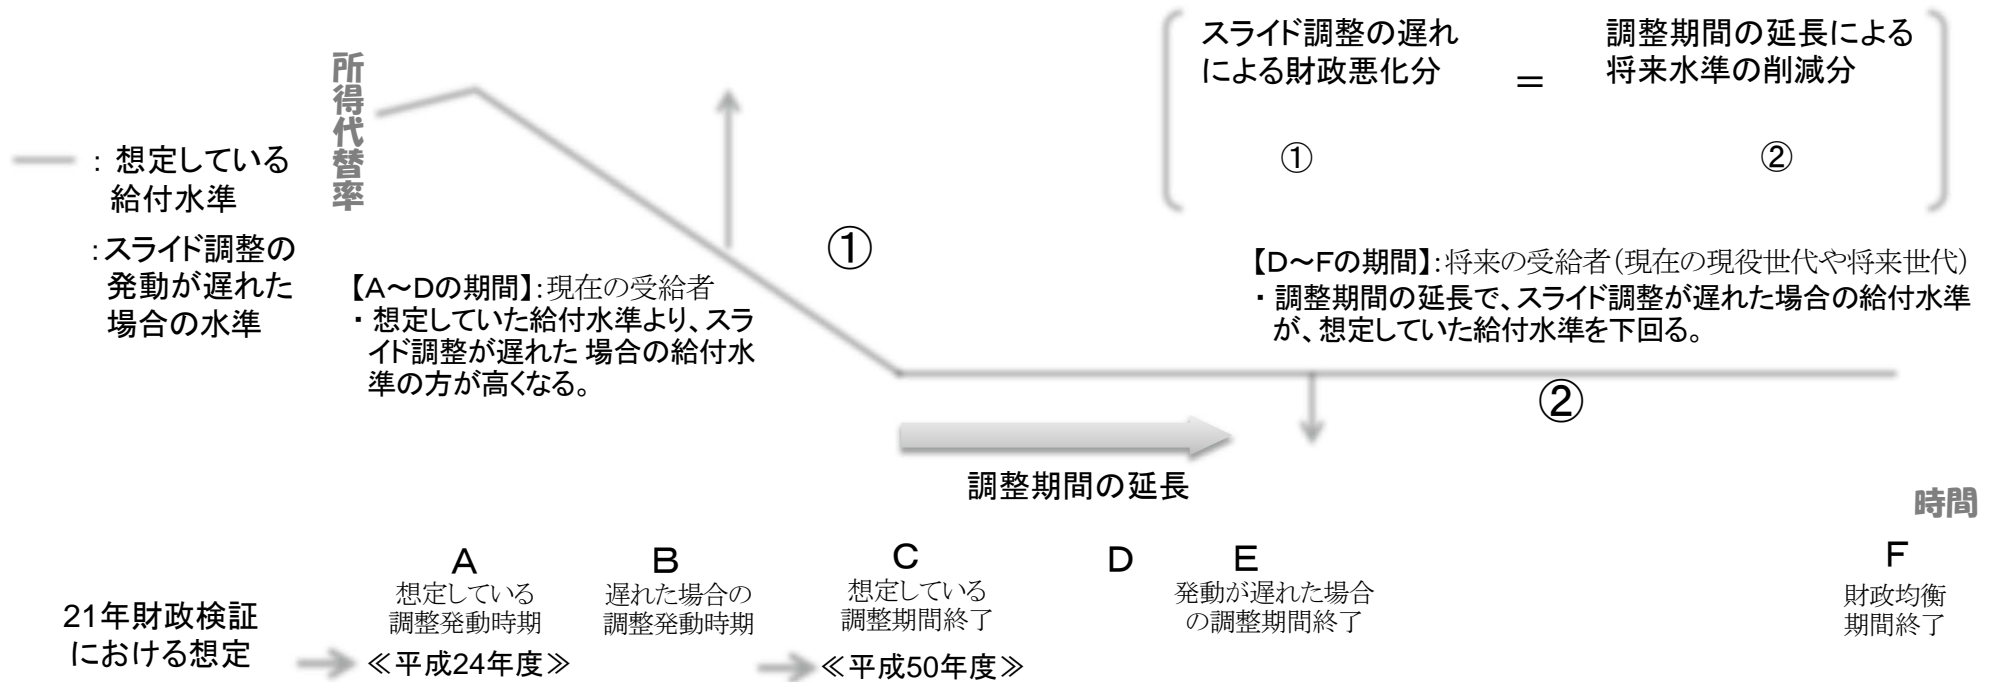 スライド調整の遅れ
による財政悪化分
＝
調整期間の延長による
将来水準の削減分
①
②
所得代替率
：想定している
給付水準
：スライド調整の
発動が遅れた
場合の水準
①
【A～Dの期間】：現在の受給者
・想定していた給付水準より、スラ
イド調整が遅れた 場合の給付水
準の方が高くなる。
【D～Fの期間】：将来の受給者（現在の現役世代や将来世代）
・調整期間の延長で、スライド調整が遅れた場合の給付水準
が、想定していた給付水準を下回る。
②
調整期間の延長
時間
A
想定している
調整発動時期
B
遅れた場合の
調整発動時期
C
想定している
調整期間終了
D
E
発動が遅れた場合
の調整期間終了
F
財政均衡
期間終了
21年財政検証
における想定
≪平成24年度≫
≪平成50年度≫